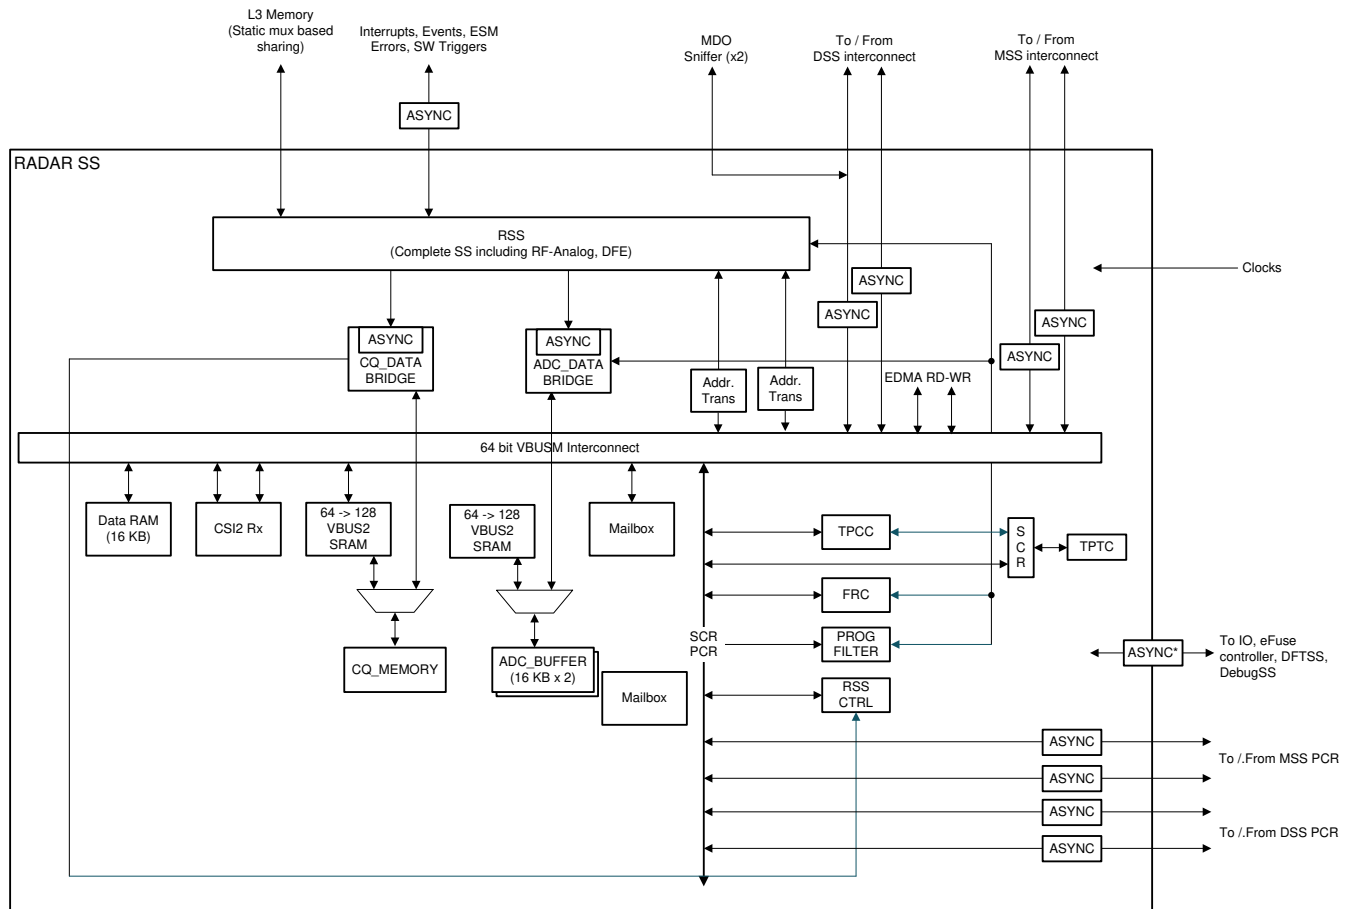 L3 Memory
(Static mux based
sharing)
Interrupts, Events, ESM
Errors, SW Triggers
MDO
Sniffer (x2)
To / From
DSS interconnect
To / From
MSS interconnect
ASYNC
RADAR SS
RSS
(Complete SS including RF-Analog, DFE)
Clocks
ASYNC
ASYNC
ASYNC
ASYNC
ASYNC
CQ_DATA
BRIDGE
ASYNC
ADC_DATA
BRIDGE
Addr.
Trans
Addr.
Trans
EDMA RD-WR
64 bit VBUSM Interconnect
Data RAM
(16 KB)
CSI2 Rx
64 -> 128
VBUS2
SRAM
64 -> 128
VBUS2
SRAM
Mailbox
TPCC
S
C
R
TPTC
FRC
SCR
PCR
PROG
FILTER
CQ_MEMORY
ADC_BUFFER
(16 KB x 2)
Mailbox
RSS
CTRL
ASYNC*
To IO, eFuse
controller, DFTSS,
DebugSS
ASYNC
To /.From MSS PCR
ASYNC
ASYNC
To /.From DSS PCR
ASYNC